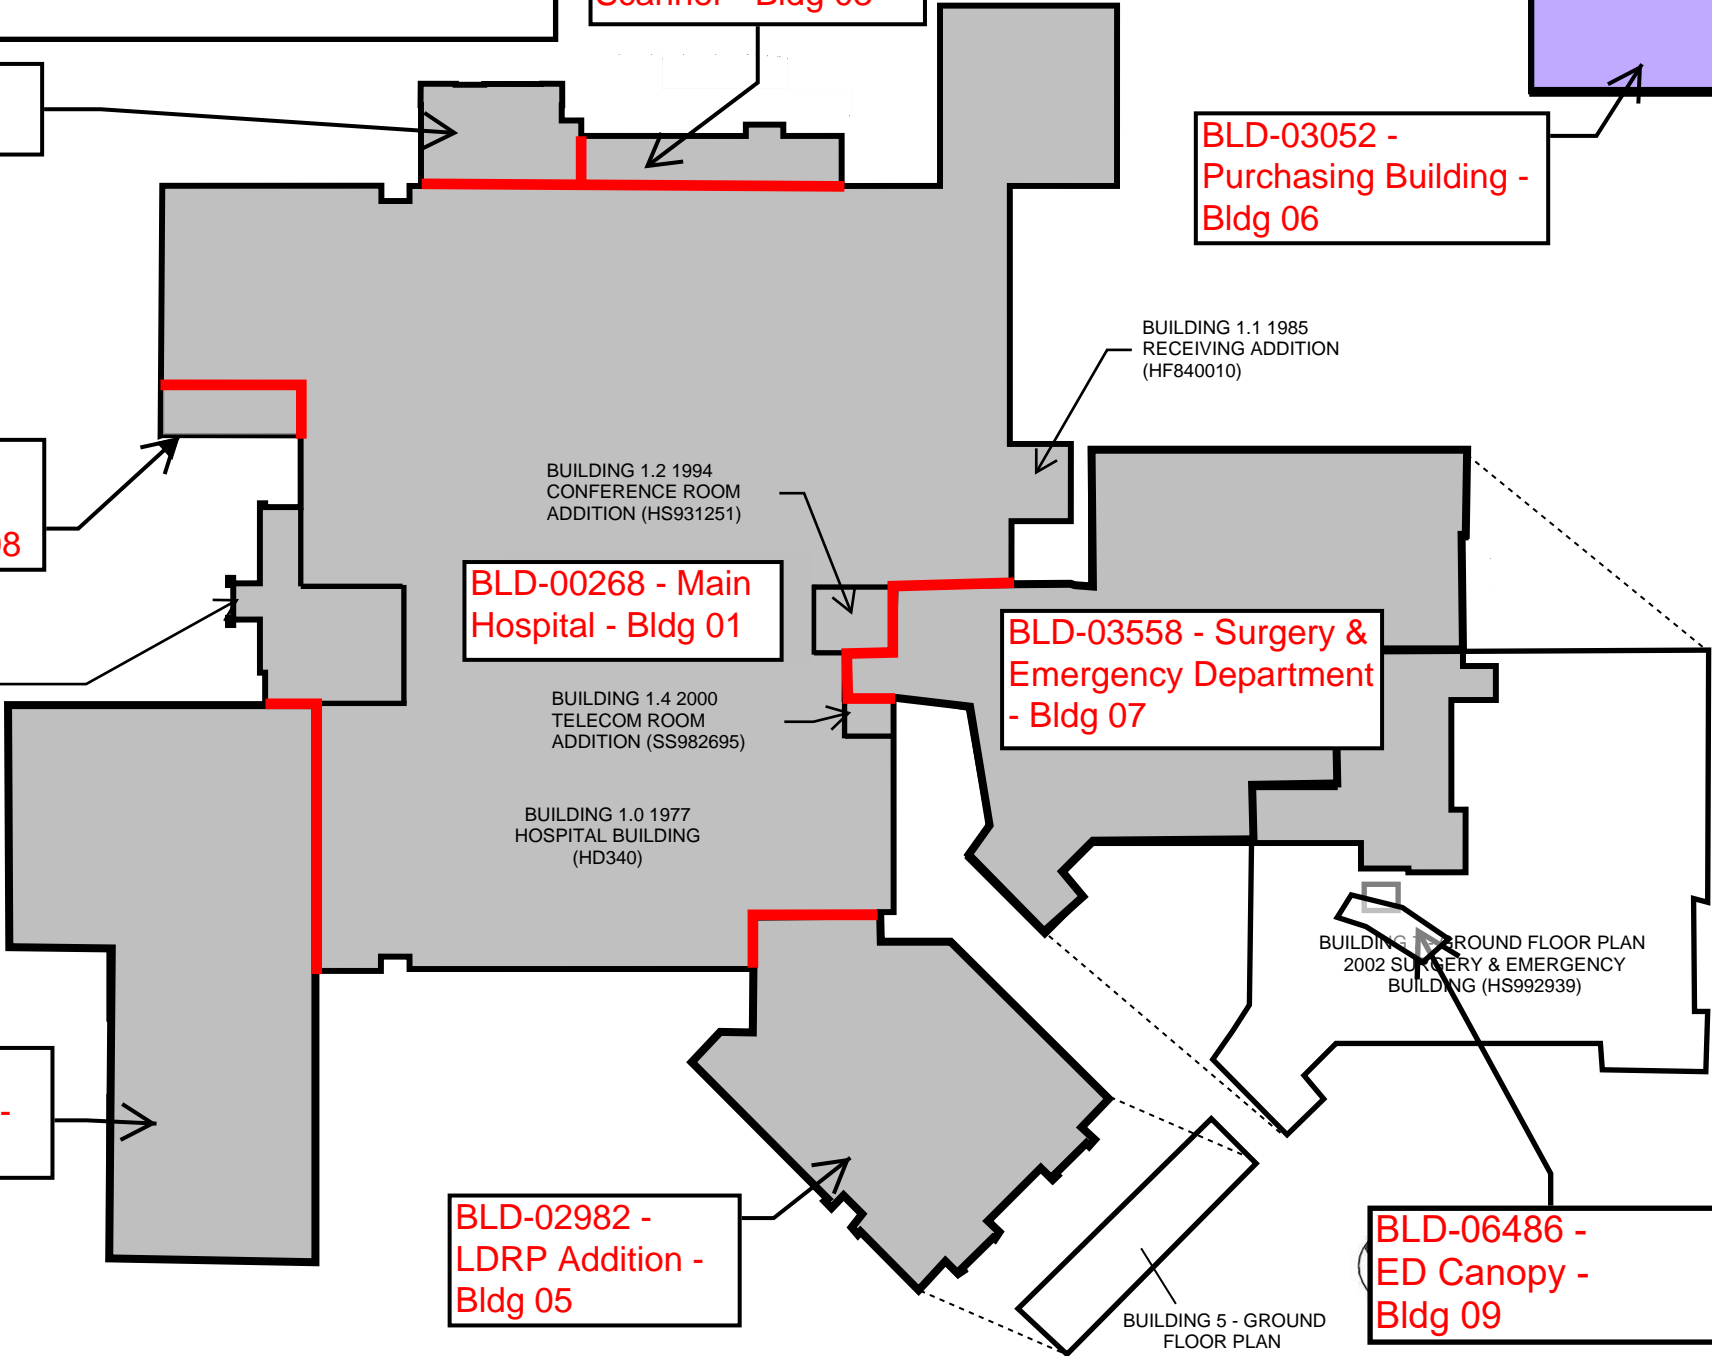 BLD-03052 -
Purchasing Building -
Bldg 06
BUILDING 1.1 1985
RECEIVING ADDITION
(HF840010)
BUILDING 1.2 1994
CONFERENCE ROOM
ADDITION (HS931251)
BLD-00268 - Main
Hospital - Bldg 01
BLD-03558 - Surgery &
Emergency Department
- Bldg 07
BUILDING 1.4 2000
TELECOM ROOM
ADDITION (SS982695)
BUILDING 1.0 1977
HOSPITAL BUILDING
(HD340)
BUILDING GROUND FLOOR PLAN
2002 SURGERY & EMERGENCY
BUILDING (HS992939)
-
BLD-02982 -
LDRP Addition -
Bldg 05
BLD-06486 -
ED Canopy -
Bldg 09
BUILDING 5 - GROUND
FLOOR PLAN